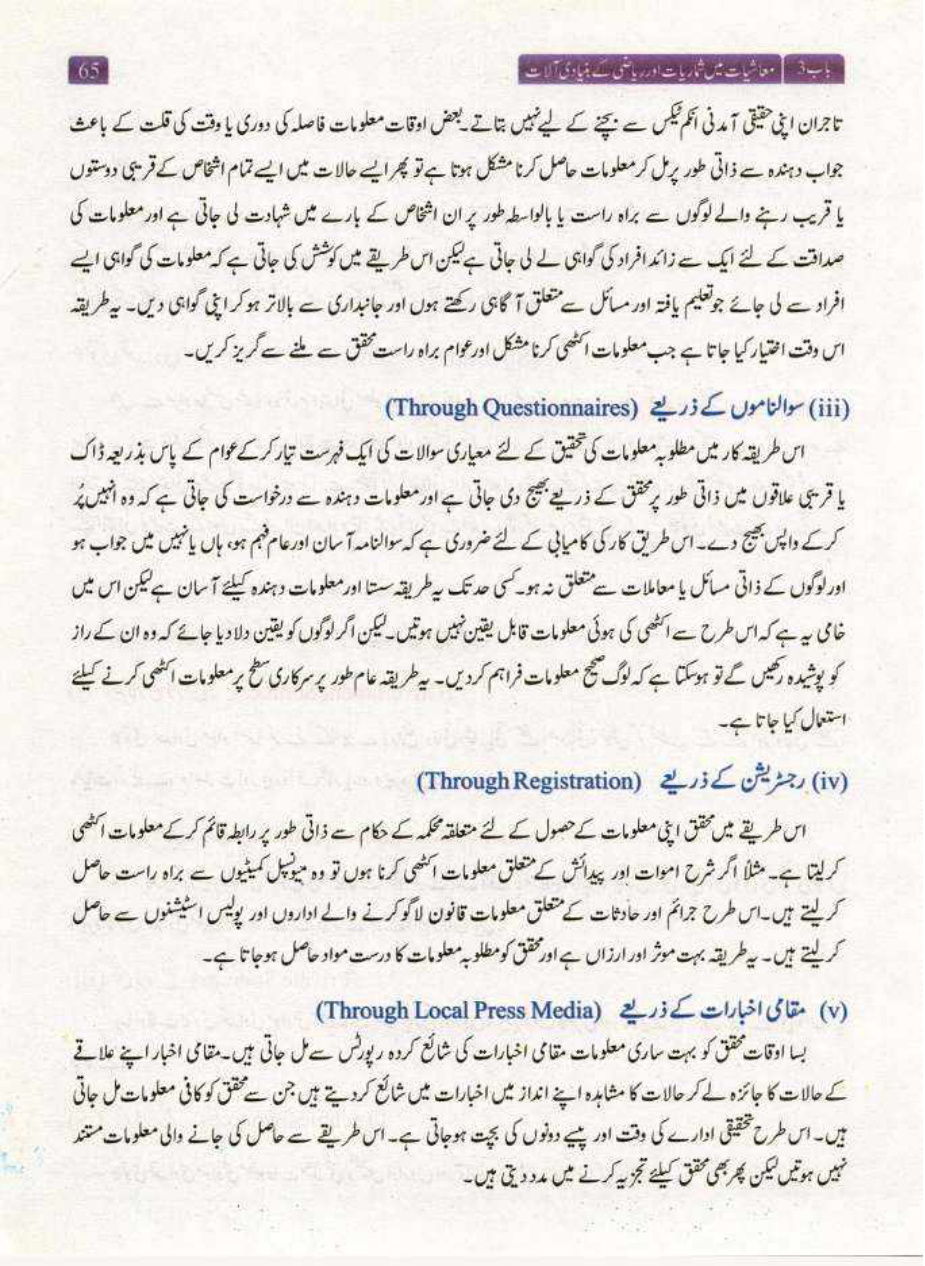 باب 3 معاشیات میں شماریات اور ریاضی کے بنیادی آلات 65
تاجران اپنی حقیقی آمدنی انکم ٹیکس سے بچنے کے لیے نہیں بتاتے۔ بعض اوقات معلومات فاصلہ کی دوری یا وقت کی قلت کے باعث
جواب دہندہ سے ذاتی طور پر مل کر معلومات حاصل کرنا مشکل ہوتا ہے تو پھر ایسے حالات میں ایسے تمام اشخاص کے قریبی دوستوں
یا قریب رہنے والے لوگوں سے براہ راست یا بالواسطہ طور پر ان اشخاص کے بارے میں شہادت لی جاتی ہے اور معلومات کی
صداقت کے لئے ایک سے زائد افراد کی گواہی لے لی جاتی ہے لیکن اس طریقے میں کوشش کی جاتی ہے کہ معلومات کی گواہی ایسے
افراد سے لی جائے جو تعلیم یافتہ اور مسائل سے متعلق آگاہی رکھتے ہوں اور جانبداری سے بالاتر ہو کر اپنی گواہی دیں۔ یہ طریقہ
اس وقت اختیار کیا جاتا ہے جب معلومات اکٹھی کرنا مشکل اور عوام براہ راست محقق سے ملنے سے گریز کریں۔
(iii) سوالناموں کے ذریعے (Through Questionnaires)
اس طریقہ کار میں مطلوبہ معلومات کی تحقیق کے لئے معیاری سوالات کی ایک فہرست تیار کر کے عوام کے پاس بذریعہ ڈاک
یا قریبی علاقوں میں ذاتی طور پر محقق کے ذریعے بھیج دی جاتی ہے اور معلومات دہندہ سے درخواست کی جاتی ہے کہ وہ انہیں پُر
کر کے واپس بھیج دے۔ اس طریق کار کی کامیابی کے لئے ضروری ہے کہ سوالنامہ آسان اور عام فہم ہو، ہاں یا نہیں میں جواب ہو
اور لوگوں کے ذاتی مسائل یا معاملات سے متعلق نہ ہو۔ کسی حد تک یہ طریقہ سستا اور معلومات دہندہ کیلئے آسان ہے لیکن اس میں
خامی یہ ہے کہ اس طرح سے اکٹھی کی ہوئی معلومات قابل یقین نہیں ہوتیں۔ لیکن اگر لوگوں کو یقین دلا دیا جائے کہ وہ ان کے راز
کو پوشیدہ رکھیں گے تو ہوسکتا ہے کہ لوگ صحیح معلومات فراہم کردیں۔ یہ طریقہ عام طور پر سرکاری سطح پر معلومات اکٹھی کرنے کیلئے
استعمال کیا جاتا ہے۔
(iv) رجسٹریشن کے ذریعے (Through Registration)
اس طریقے میں محقق اپنی معلومات کے حصول کے لئے متعلقہ محکمہ کے حکام سے ذاتی طور پر رابطہ قائم کر کے معلومات اکٹھی
کر لیتا ہے۔ مثلاً اگر شرح اموات اور پیدائش کے متعلق معلومات اکٹھی کرنا ہوں تو وہ میونسپل کمیٹیوں سے براہ راست حاصل
کر لیتے ہیں۔ اس طرح جرائم اور حادثات کے متعلق معلومات قانون لاگو کرنے والے اداروں اور پولیس اسٹیشنوں سے حاصل
کر لیتے ہیں۔ یہ طریقہ بہت موثر اور ارزاں ہے اور محقق کو مطلوبہ معلومات کا درست مواد حاصل ہوجاتا ہے۔
(v) مقامی اخبارات کے ذریعے (Through Local Press Media)
بسا اوقات محقق کو بہت ساری معلومات مقامی اخبارات کی شائع کردہ رپورٹس سے مل جاتی ہیں۔ مقامی اخبار اپنے علاقے
کے حالات کا جائزہ لے کر حالات کا مشاہدہ اپنے انداز میں اخبارات میں شائع کردیتے ہیں جن سے محقق کو کافی معلومات مل جاتی
ہیں۔ اس طرح تحقیقی ادارے کی وقت اور پیسے دونوں کی بچت ہوجاتی ہے۔ اس طریقے سے حاصل کی جانے والی معلومات مستند
نہیں ہوتیں لیکن پھر بھی محقق کیلئے تجزیہ کرنے میں مدد دیتی ہیں۔